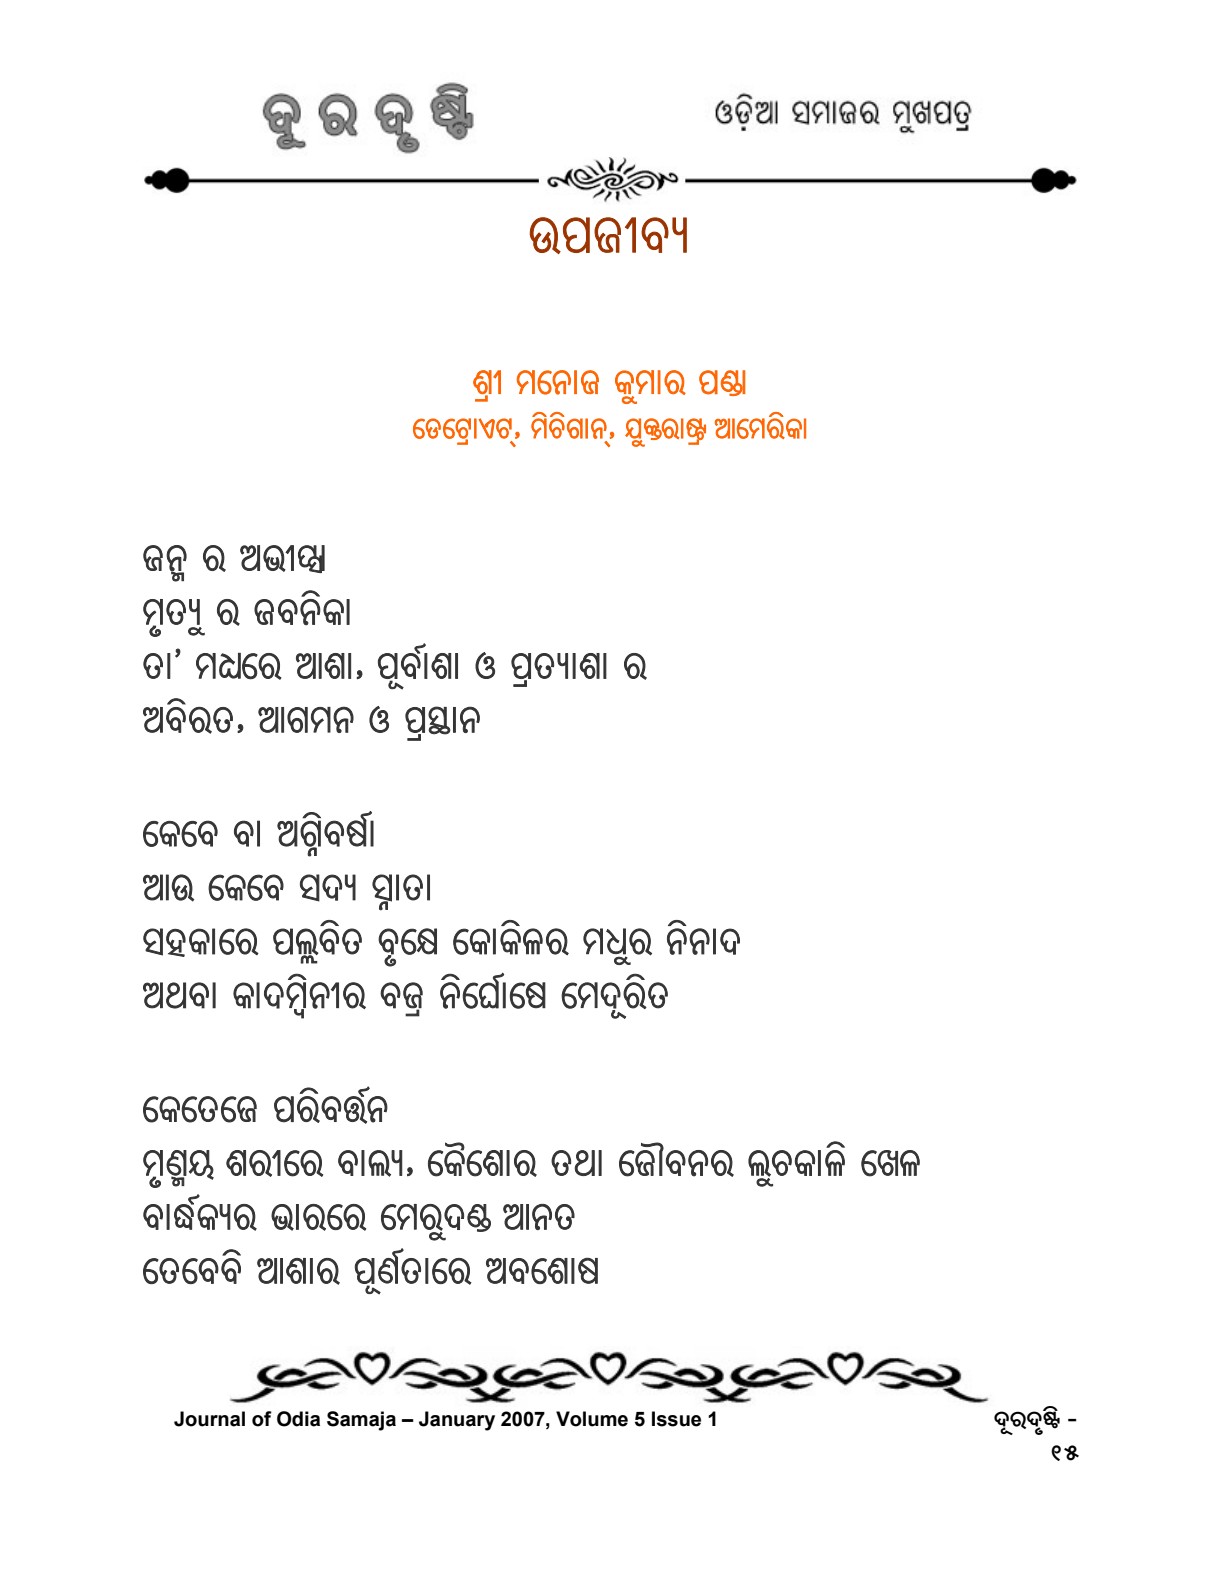 ଦୂରଦୃଷ୍ଟି ଓଡ଼ିଆ ସମାଜର ମୁଖପତ୍ର
ଉପଜୀବ୍ୟ
ଶ୍ରୀ ମନୋଜ କୁମାର ପଣ୍ଡା
ଡେଟ୍ରୋଏଟ୍, ମିଚିଗାନ୍, ଯୁକ୍ତରାଷ୍ଟ୍ର ଆମେରିକା
ଜନ୍ମ ର ଅଭୀପ୍ସା
ମୃତ୍ୟୁ ର ଜବନିକା
ତା’ ମଧ୍ୟରେ ଆଶା, ପୂର୍ବାଶା ଓ ପ୍ରତ୍ୟାଶା ର
ଅବିରତ, ଆଗମନ ଓ ପ୍ରସ୍ଥାନ
କେବେ ବା ଅଗ୍ନିବର୍ଷା
ଆଉ କେବେ ସଦ୍ୟ ସ୍ନାତା
ସହକାରେ ପଲ୍ଲବିତ ବୃକ୍ଷେ କୋକିଳର ମଧୁର ନିନାଦ
ଅଥବା କାଦମ୍ବିନୀର ବଜ୍ର ନିର୍ଘୋଷେ ମେଦୂରିତ
କେତେଜେ ପରିବର୍ତ୍ତନ
ମୃଣ୍ମୟ ଶରୀରେ ବାଲ୍ୟ, କୈଶୋର ତଥା ଜୌବନର ଲୁଚକାଳି ଖେଳ
ବାର୍ଦ୍ଧକ୍ୟର ଭାରରେ ମେରୁଦଣ୍ଡ ଆନତ
ତେବେବି ଆଶାର ପୂର୍ଣତାରେ ଅବଶୋଷ
Journal of Odia Samaja – January 2007, Volume 5 Issue 1 ଦୂରଦୃଷ୍ଟି -
୧୫